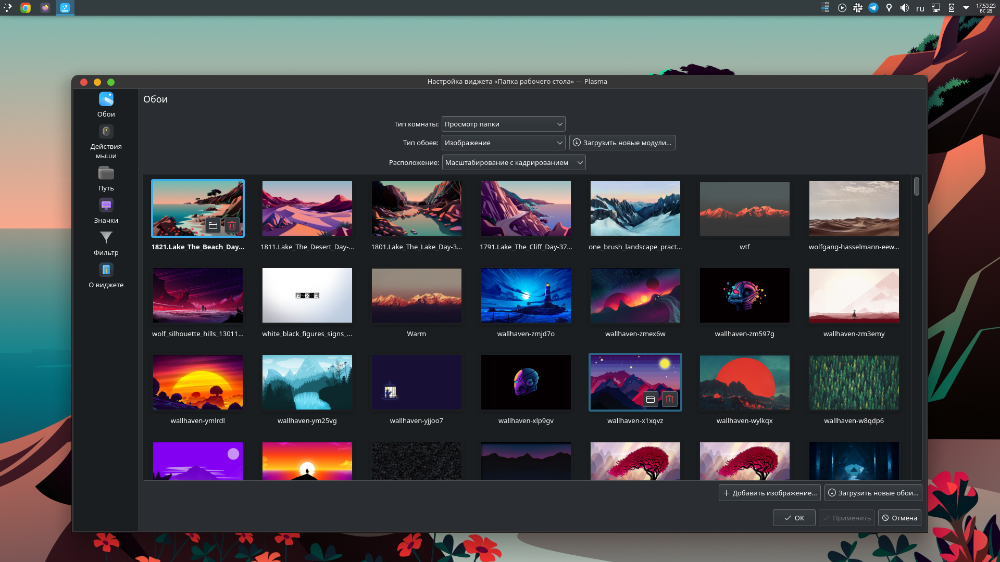 ru
17:53:23
вс 28
Настройка виджета «Папка рабочего стола» — Plasma
Обои
Действия
мыши
Путь
Значки
Фильтр
О виджете
Обои
Тип комнаты: Просмотр папки
Тип обоев: Изображение Загрузить новые модули...
Расположение: Масштабирование с кадрированием
1821.Lake_The_Beach_Day... 1811.Lake_The_Desert_Day-... 1801.Lake_The_Lake_Day-3... 1791.Lake_The_Cliff_Day-37... one_brush_landscape_pract... wtf wolfgang-hasselmann-eew...
wolf_silhouette_hills_13011... white_black_figures_signs_... Warm wallhaven-zmjd7o wallhaven-zmex6w wallhaven-zm597g wallhaven-zm3emy
wallhaven-ymlrdl wallhaven-ym25vg wallhaven-yjjoo7 wallhaven-xlp9gv wallhaven-x1xqvz wallhaven-wylkqx wallhaven-w8qdp6
Добавить изображение... Загрузить новые обои...
ОК Применить Отмена